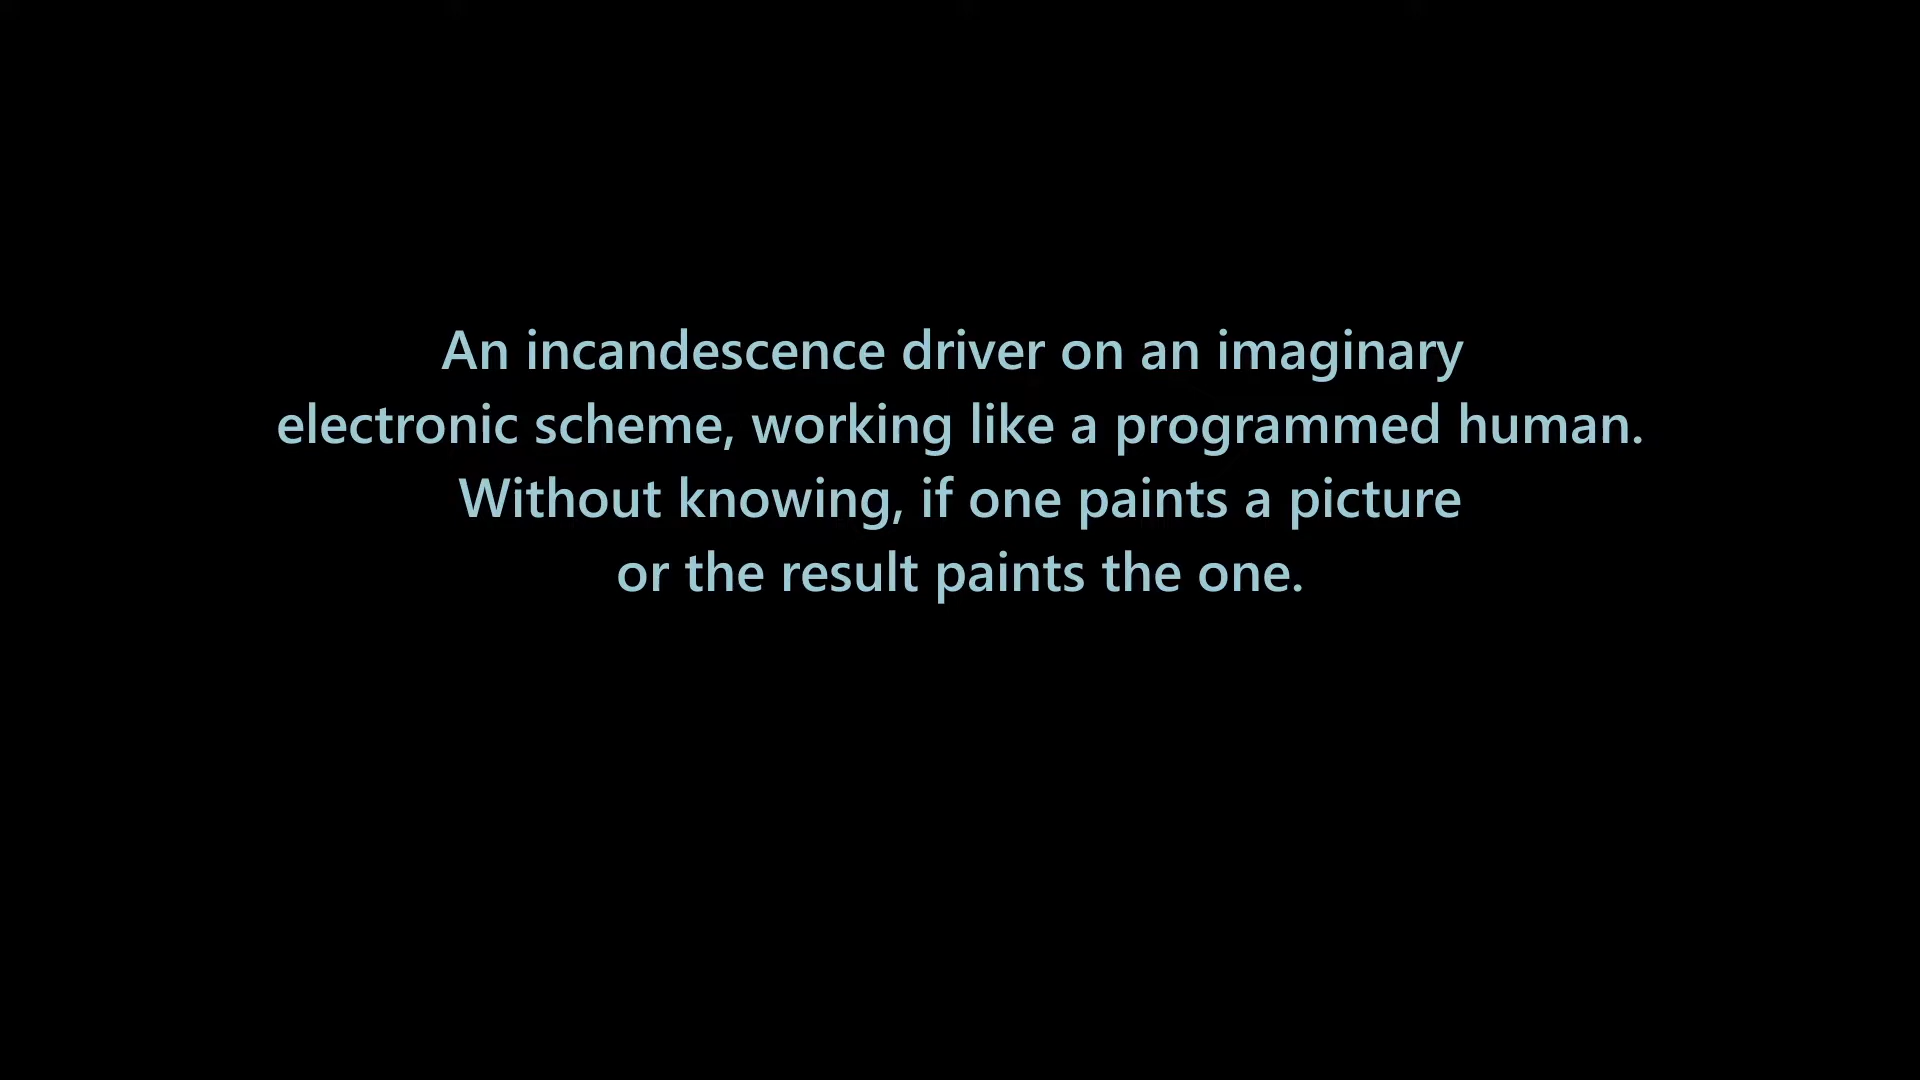 An incandescence driver on an imaginary
electronic scheme, working like a programmed human.
Without knowing, if one paints a picture
or the result paints the one.